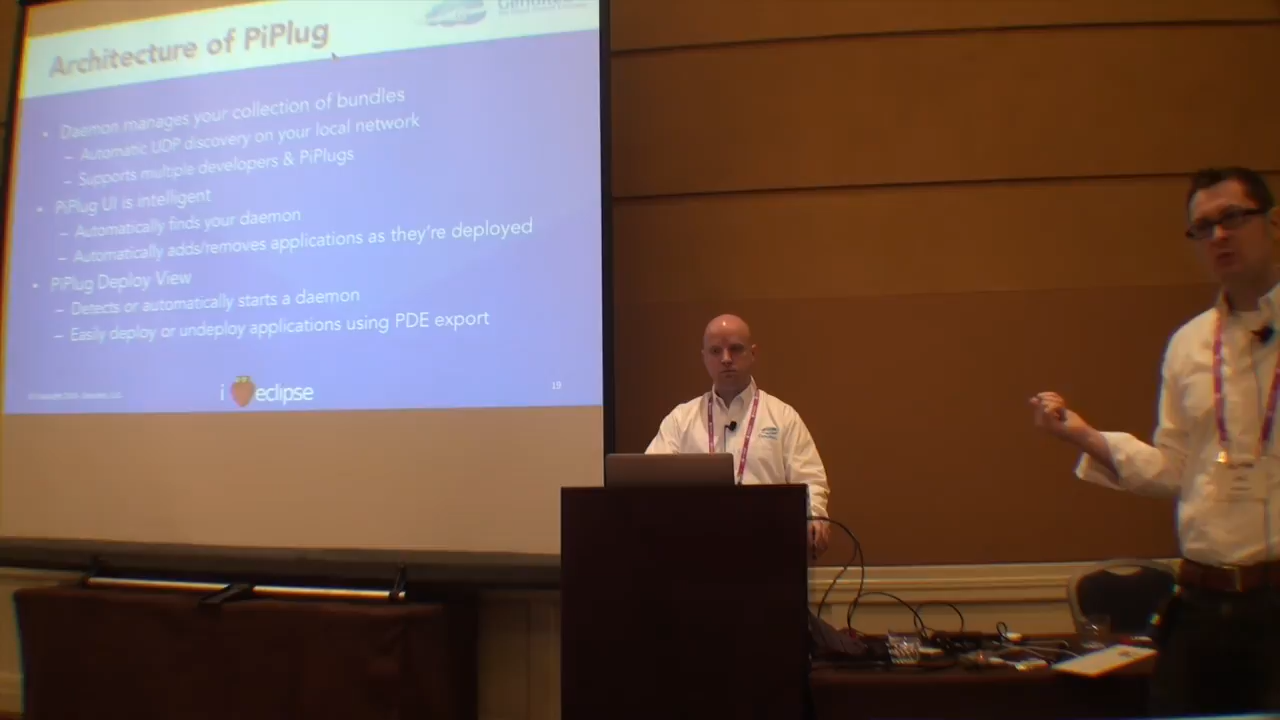 Architecture of PiPlug
• Daemon manages your collection of bundles
– Automatic UDP discovery on your local network
– Supports multiple developers & PiPlugs
• PiPlug UI is intelligent
– Automatically finds your daemon
– Automatically adds/removes applications as they're deployed
• PiPlug Deploy View
– Detects or automatically starts a daemon
– Easily deploy or undeploy applications using PDE export
i eclipse
19